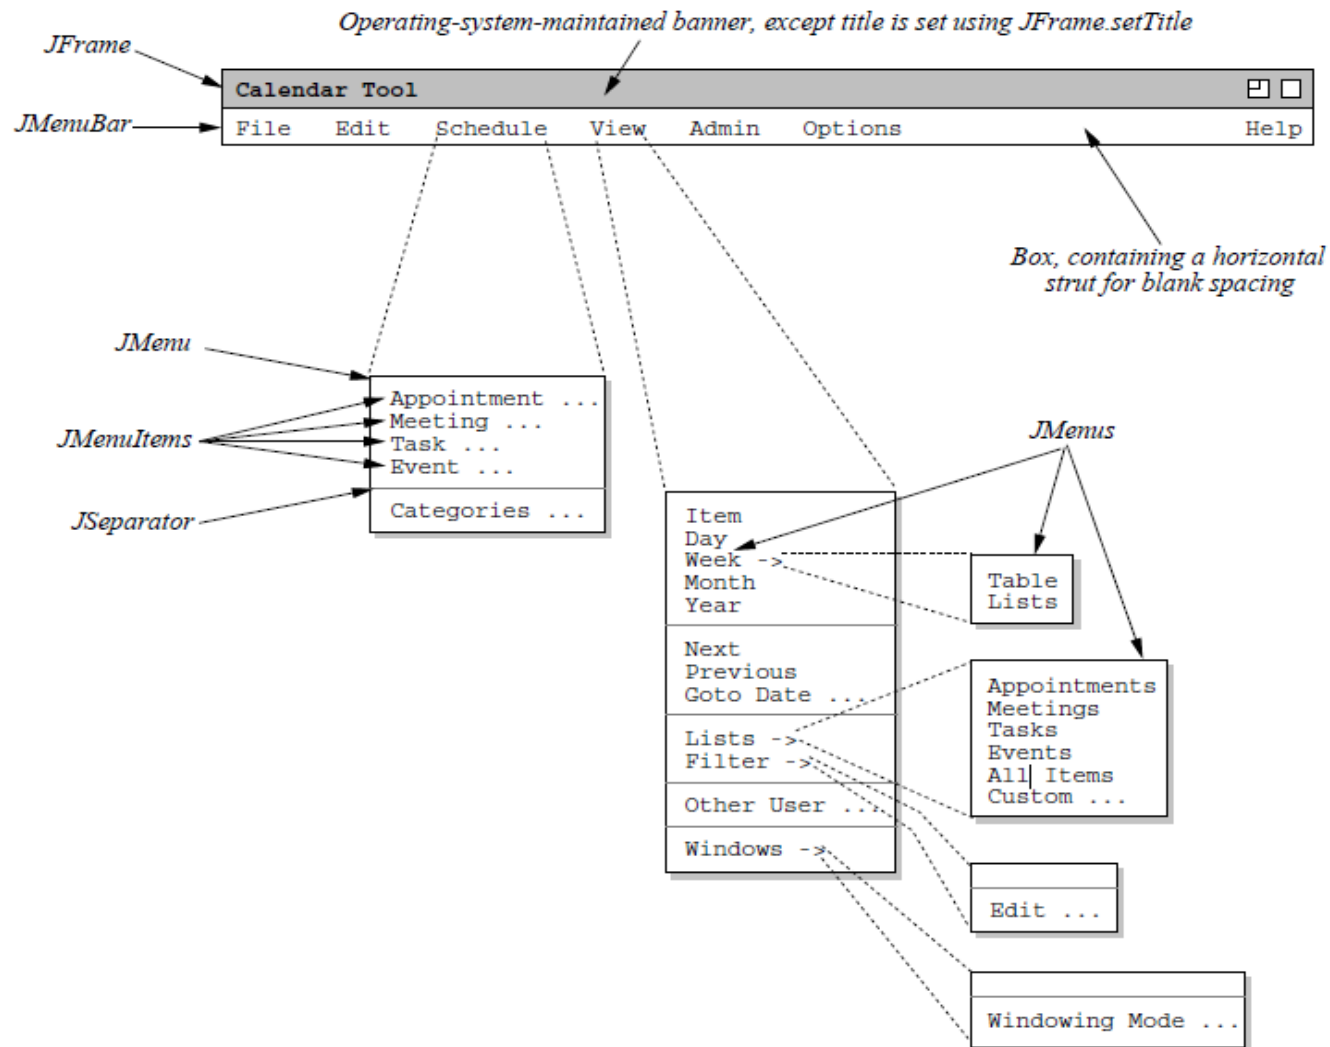 Operating-system-maintained banner, except title is set using JFrame.setTitle
JFrame
Calendar Tool
JMenuBar
File Edit Schedule View Admin Options Help
Box, containing a horizontal
strut for blank spacing
JMenu
Appointment ...
Meeting ...
JMenuItems
Task ...
Event ...
JSeparator
Categories ...
JMenus
Item
Day
Week ->
Month
Year
Next
Previous
Goto Date ...
Lists ->
Filter ->
Other User ...
Windows ->
Table
Lists
Appointments
Meetings
Tasks
Events
All Items
Custom ...
Edit ...
Windowing Mode ...